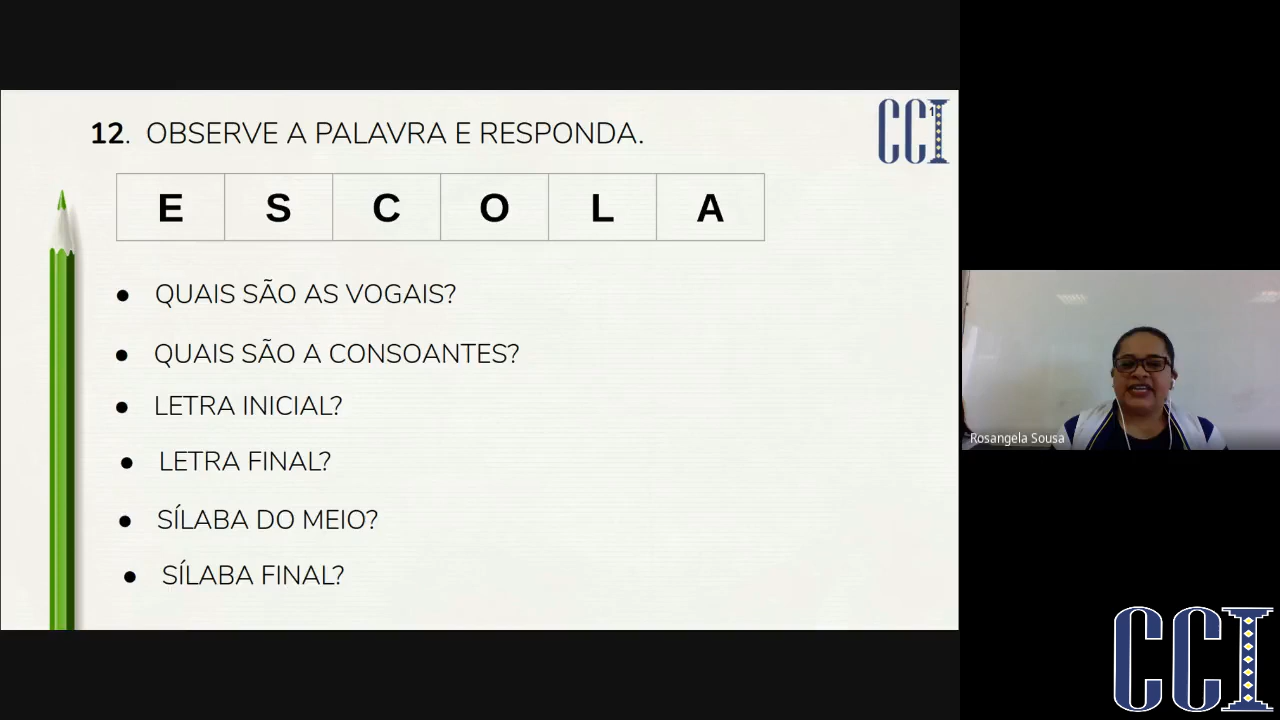 12. OBSERVE A PALAVRA E RESPONDA.
CCI
1
E S C O L A
● QUAIS SÃO AS VOGAIS?
● QUAIS SÃO A CONSOANTES?
● LETRA INICIAL?
● LETRA FINAL?
● SÍLABA DO MEIO?
● SÍLABA FINAL?
Rosangela Sousa
CCI